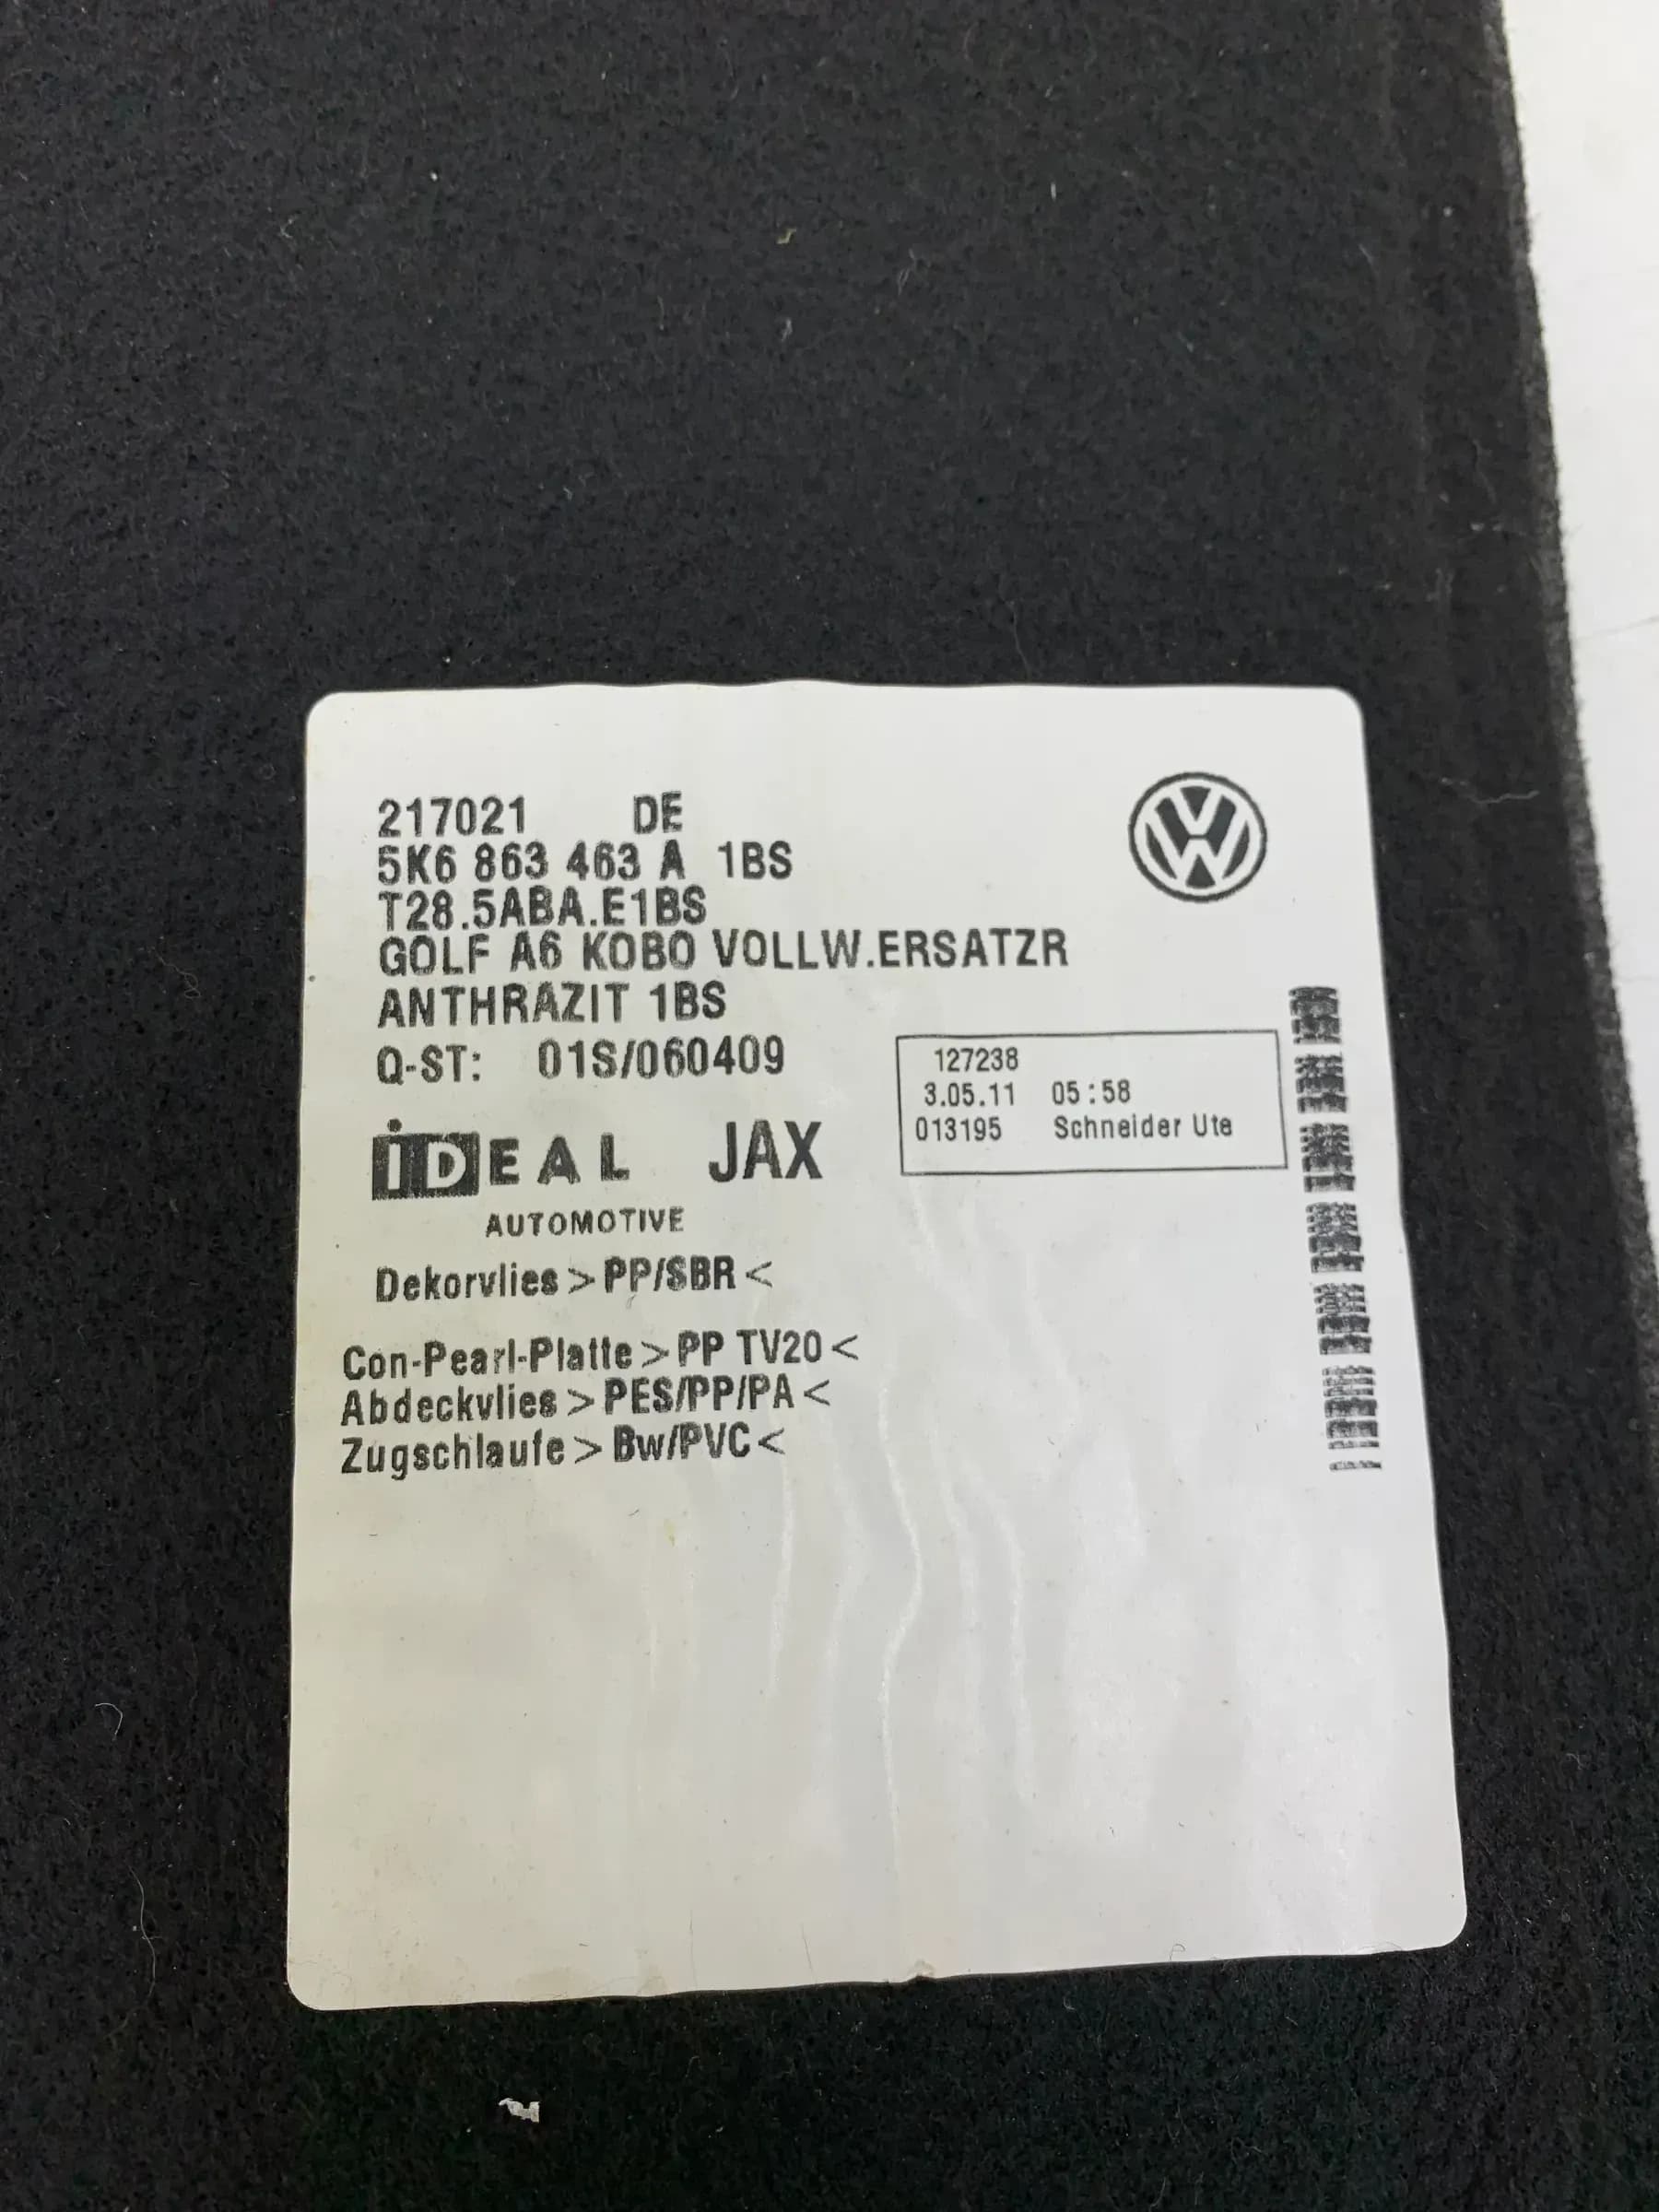 217021 DE
5K6 863 463 A 1BS
T28.5ABA.E1BS
GOLF A6 KOBO VOLLW.ERSATZR
ANTHRAZIT 1BS
Q-ST: 01S/060409
127238
3.05.11 05:58
013195 Schneider Ute
iDEAL JAX
AUTOMOTIVE
Dekorvlies >PP/SBR<
Con-Pearl-Platte >PP TV20<
Abdeckvlies >PES/PP/PA<
Zugschlaufe >Bw/PVC<